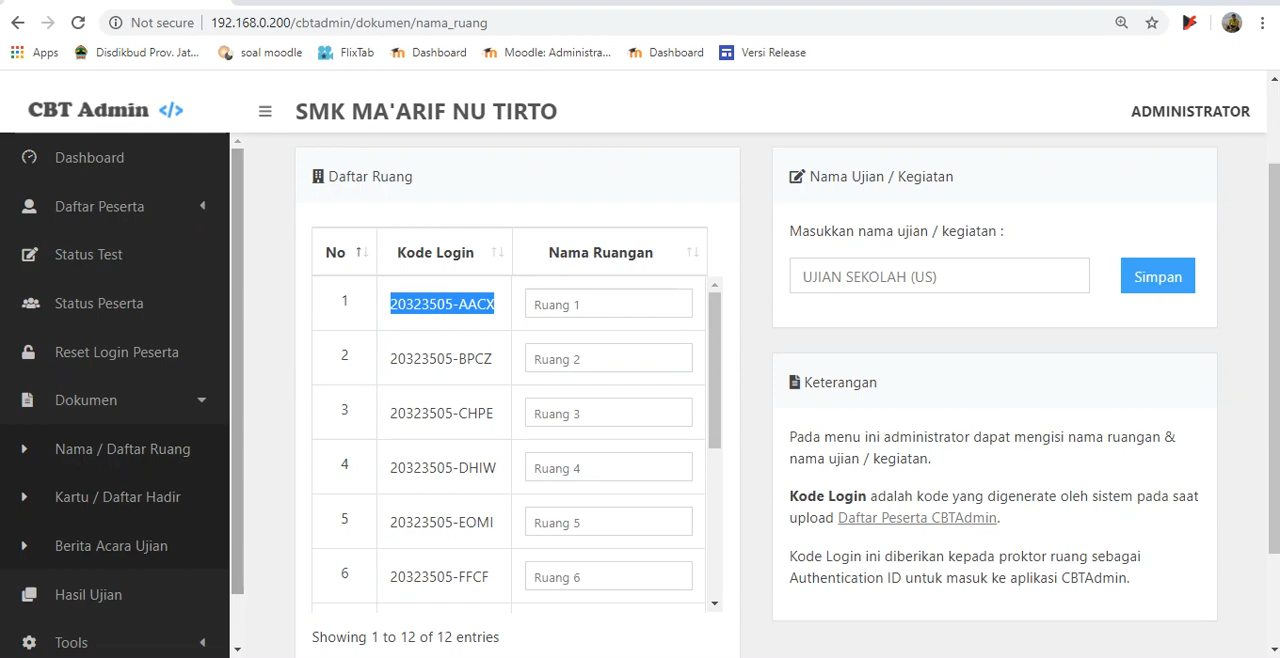 Not secure | 192.168.0.200/cbtadmin/dokumen/nama_ruang
Apps Disdikbud Prov. Jat... soal moodle FlixTab Dashboard Moodle: Administra... Dashboard Versi Release
CBT Admin </> SMK MA'ARIF NU TIRTO ADMINISTRATOR
Dashboard
Daftar Peserta
Status Test
Status Peserta
Reset Login Peserta
Dokumen
Nama / Daftar Ruang
Kartu / Daftar Hadir
Berita Acara Ujian
Hasil Ujian
Tools
Daftar Ruang
No Kode Login Nama Ruangan
1 20323505-AACX Ruang 1
2 20323505-BPCZ Ruang 2
3 20323505-CHPE Ruang 3
4 20323505-DHIW Ruang 4
5 20323505-EOMI Ruang 5
6 20323505-FFCF Ruang 6
Showing 1 to 12 of 12 entries
Nama Ujian / Kegiatan
Masukkan nama ujian / kegiatan :
UJIAN SEKOLAH (US) Simpan
Keterangan
Pada menu ini administrator dapat mengisi nama ruangan &
nama ujian / kegiatan.
Kode Login adalah kode yang digenerate oleh sistem pada saat
upload Daftar Peserta CBTAdmin.
Kode Login ini diberikan kepada proktor ruang sebagai
Authentication ID untuk masuk ke aplikasi CBTAdmin.